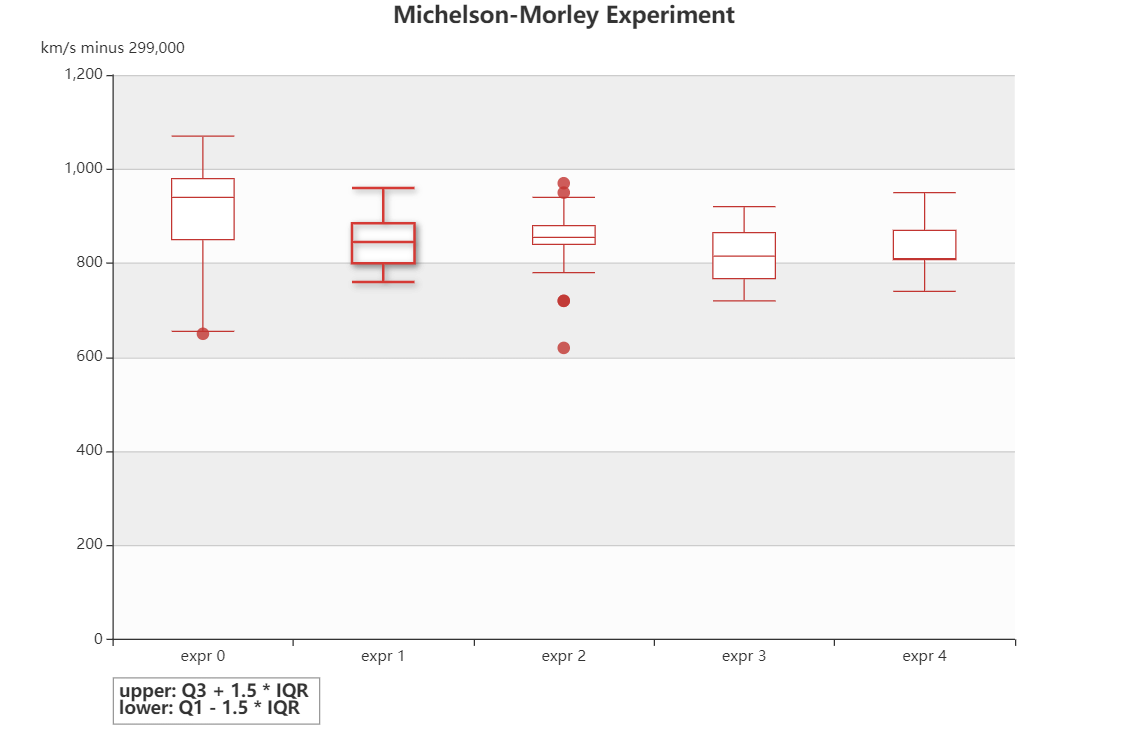 Michelson-Morley Experiment
km/s minus 299,000
1,200
1,000
800
600
400
200
0
expr 0 expr 1 expr 2 expr 3 expr 4
upper: Q3 + 1.5 * IQR
lower: Q1 - 1.5 * IQR